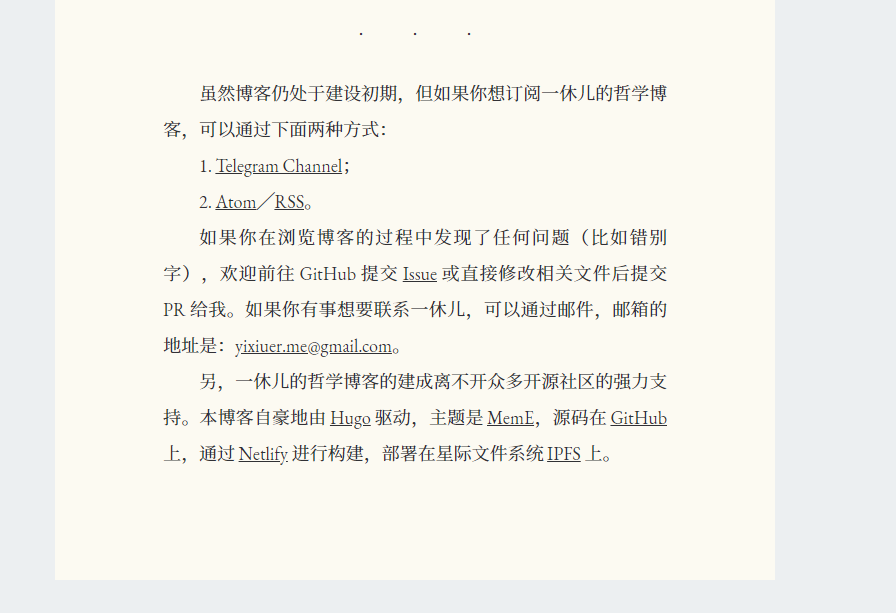 · · ·
虽然博客仍处于建设初期，但如果你想订阅一休儿的哲学博
客，可以通过下面两种方式：
1. Telegram Channel；
2. Atom／RSS。
如果你在浏览博客的过程中发现了任何问题（比如错别
字），欢迎前往 GitHub 提交 Issue 或直接修改相关文件后提交
PR 给我。如果你有事想要联系一休儿，可以通过邮件，邮箱的
地址是：yixiuer.me@gmail.com。
另，一休儿的哲学博客的建成离不开众多开源社区的强力支
持。本博客自豪地由 Hugo 驱动，主题是 MemE，源码在 GitHub
上，通过 Netlify 进行构建，部署在星际文件系统 IPFS 上。